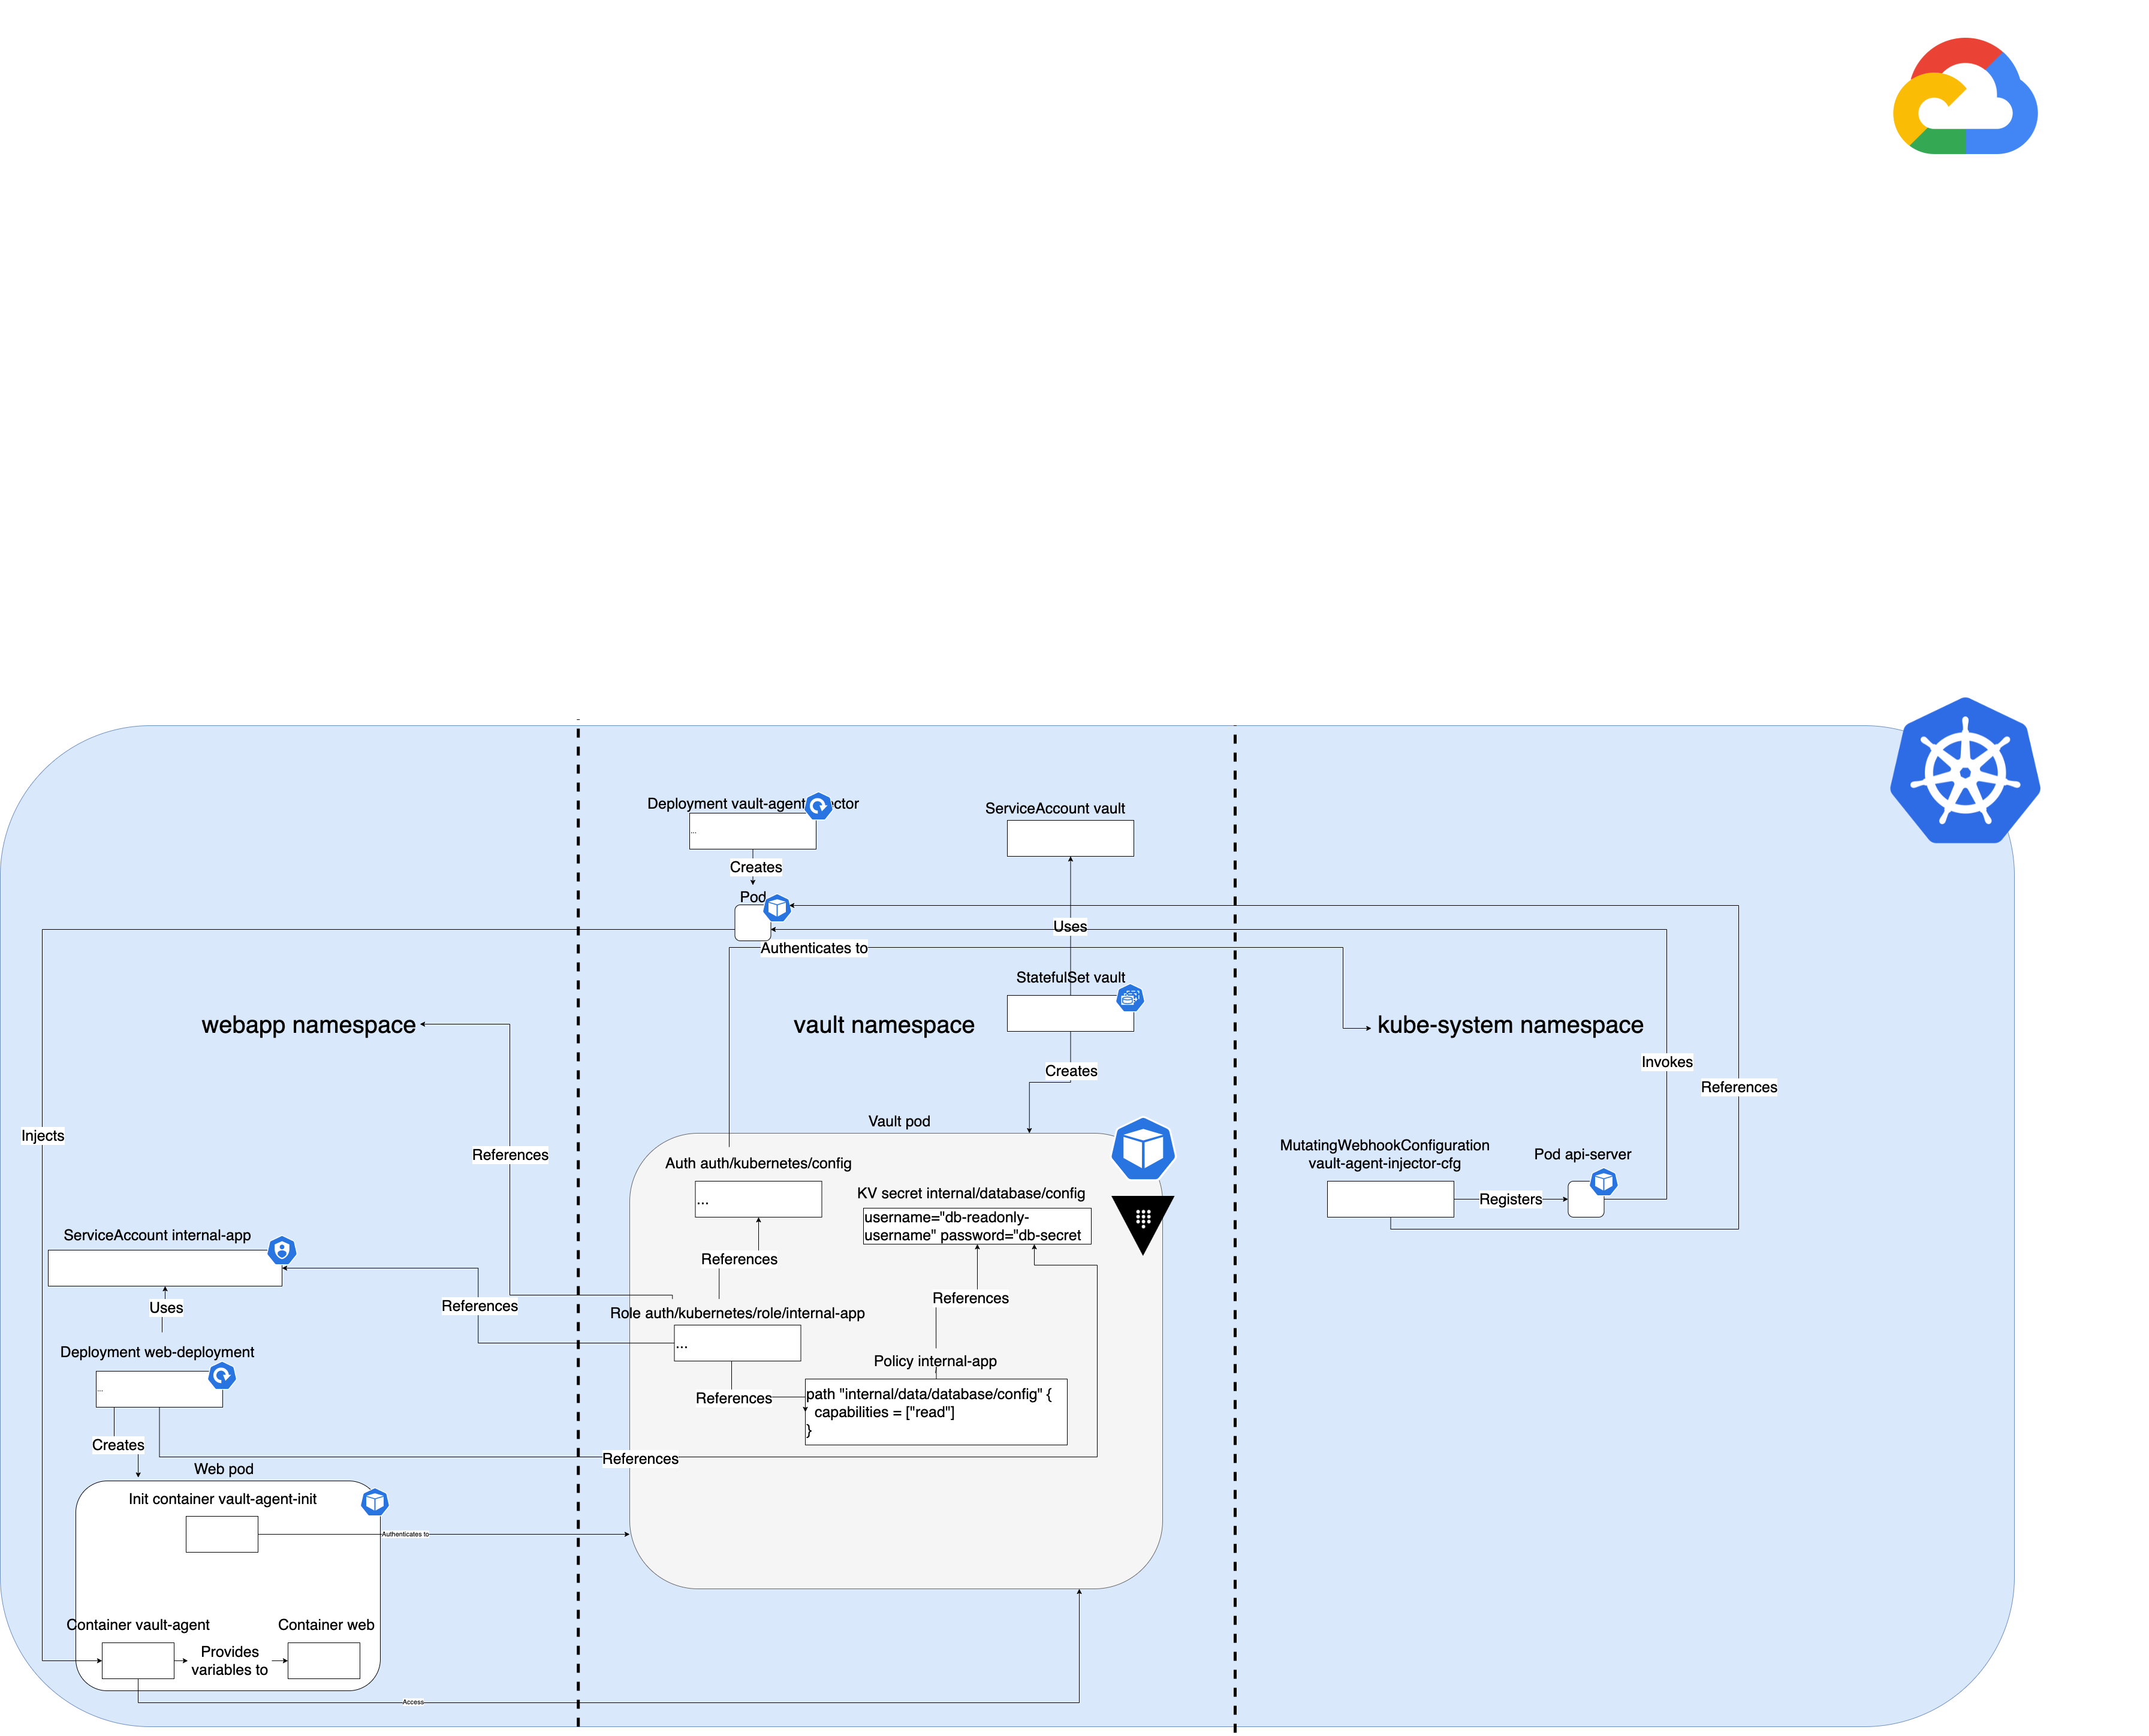 Deployment vault-agent ector
...
Creates
Pod
ServiceAccount vault
Uses
Authenticates to
StatefulSet vault
webapp namespace
vault namespace
kube-system namespace
Creates
Invokes
References
Injects
References
Vault pod
Auth auth/kubernetes/config
...
KV secret internal/database/config
username="db-readonly-
username" password="db-secret
MutatingWebhookConfiguration
vault-agent-injector-cfg
Pod api-server
Registers
ServiceAccount internal-app
Uses
References
References
References
Role auth/kubernetes/role/internal-app
...
Deployment web-deployment
...
Policy internal-app
References
path "internal/data/database/config" {
capabilities = ["read"]
}
Creates
References
Web pod
Init container vault-agent-init
Authenticates to
Container vault-agent
Container web
Provides
variables to
Access